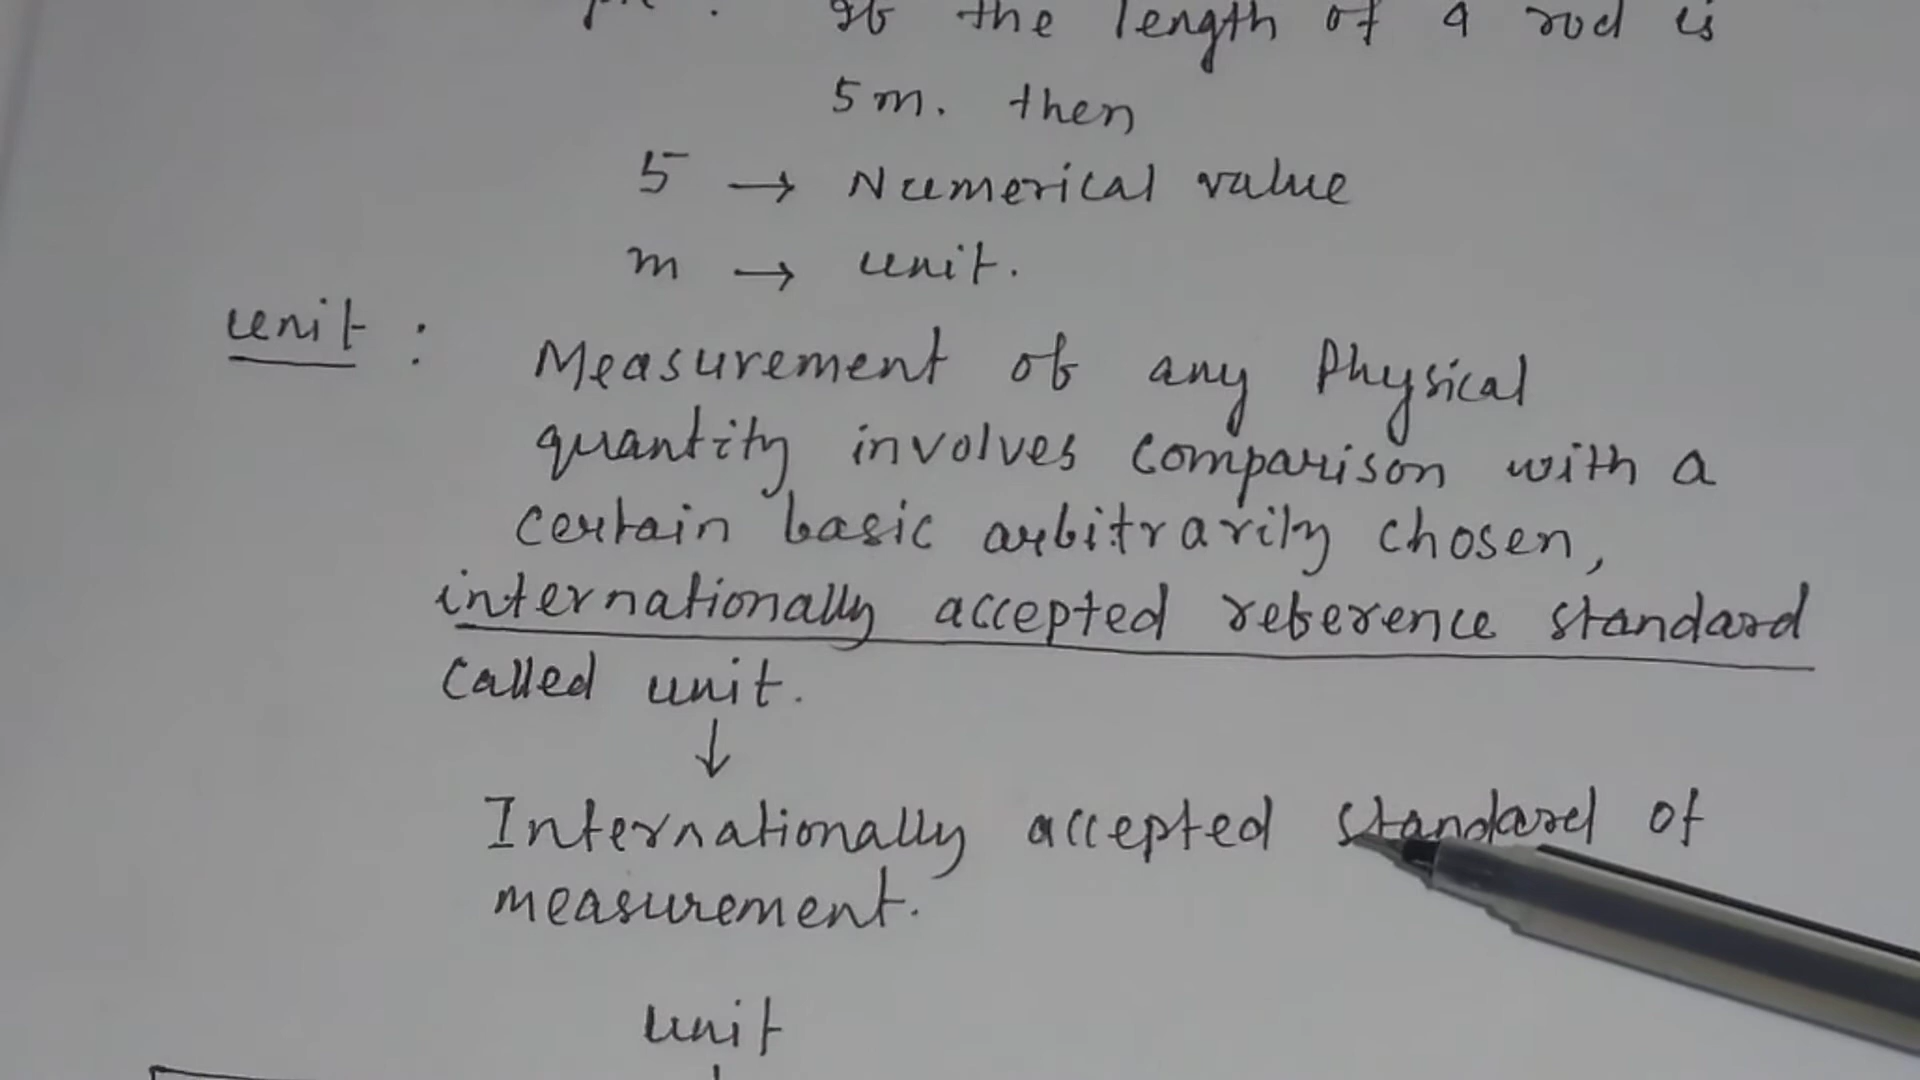 If the length of a rod is
5m. then
5 → Numerical value
m → unit.
unit :
Measurement of any Physical
quantity involves comparison with a
certain basic arbitrarily chosen,
internationally accepted reference standard
called unit.
↓
Internationally accepted standard of
measurement.
unit